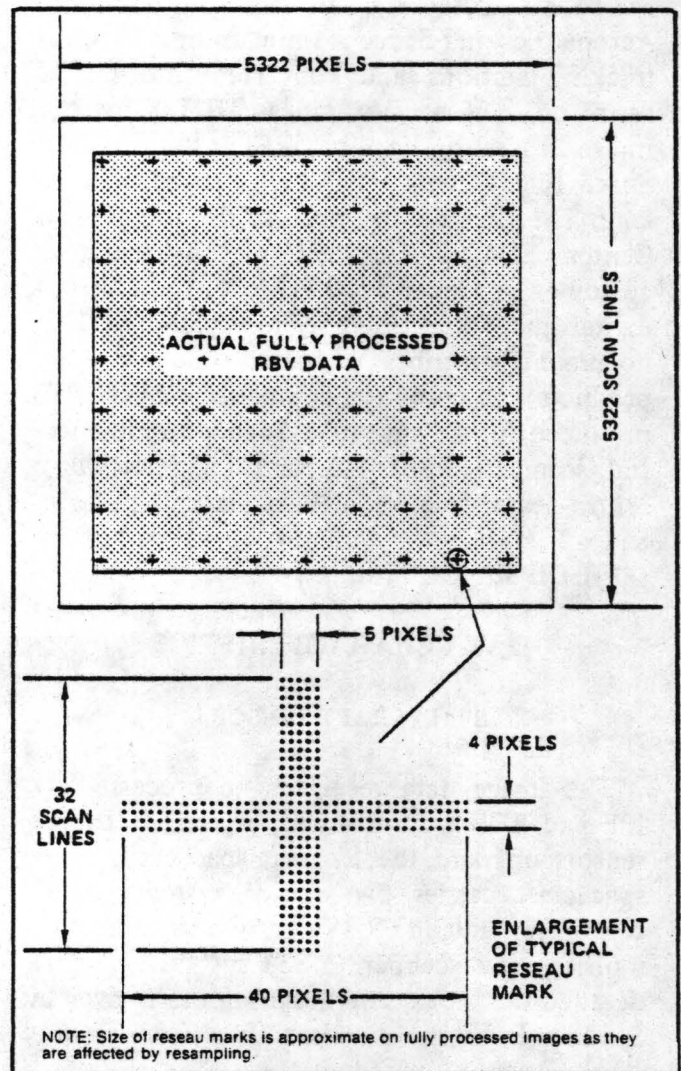 5322 PIXELS
5322 SCAN LINES
ACTUAL FULLY PROCESSED
RBV DATA
5 PIXELS
4 PIXELS
32
SCAN
LINES
ENLARGEMENT
OF TYPICAL
RESEAU
MARK
40 PIXELS
NOTE: Size of reseau marks is approximate on fully processed images as they
are affected by resampling.